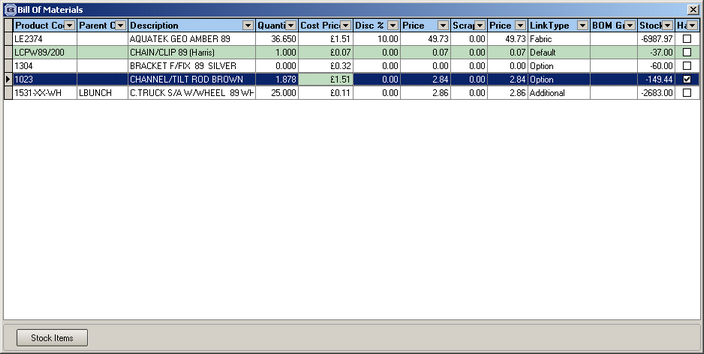 Bill Of Materials
Product Co Parent C Description Quanti Cost Price Disc % Price Scrap Price LinkType BOM Gr Stock Ha
LE2374 AQUATEK GEO AMBER 89 36.650 £1.51 10.00 49.73 0.00 49.73 Fabric -6987.97
LCPW89/200 CHAIN/CLIP 89 (Harris) 1.000 £0.07 0.00 0.07 0.00 0.07 Default -37.00
1304 BRACKET F/FIX 89 SILVER 0.000 £0.32 0.00 0.00 0.00 0.00 Option -60.00
1023 CHANNEL/TILT ROD BROWN 1.878 £1.51 0.00 2.84 0.00 2.84 Option -149.44
1531-XX-WH LBUNCH C.TRUCK S/A W/WHEEL 89 WH 25.000 £0.11 0.00 2.86 0.00 2.86 Additional -2683.00
Stock Items